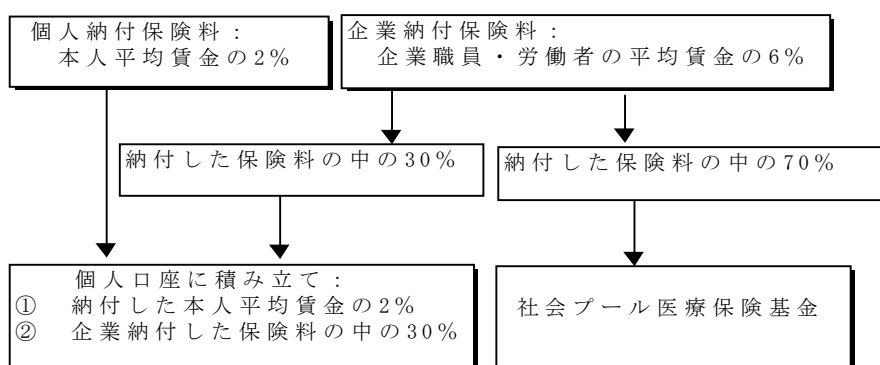 個人納付保険料：
本人平均賃金の2%
企業納付保険料：
企業職員・労働者の平均賃金の6%
納付した保険料の中の30%
納付した保険料の中の70%
個人口座に積み立て：
① 納付した本人平均賃金の2%
② 企業納付した保険料の中の30%
社会プール医療保険基金